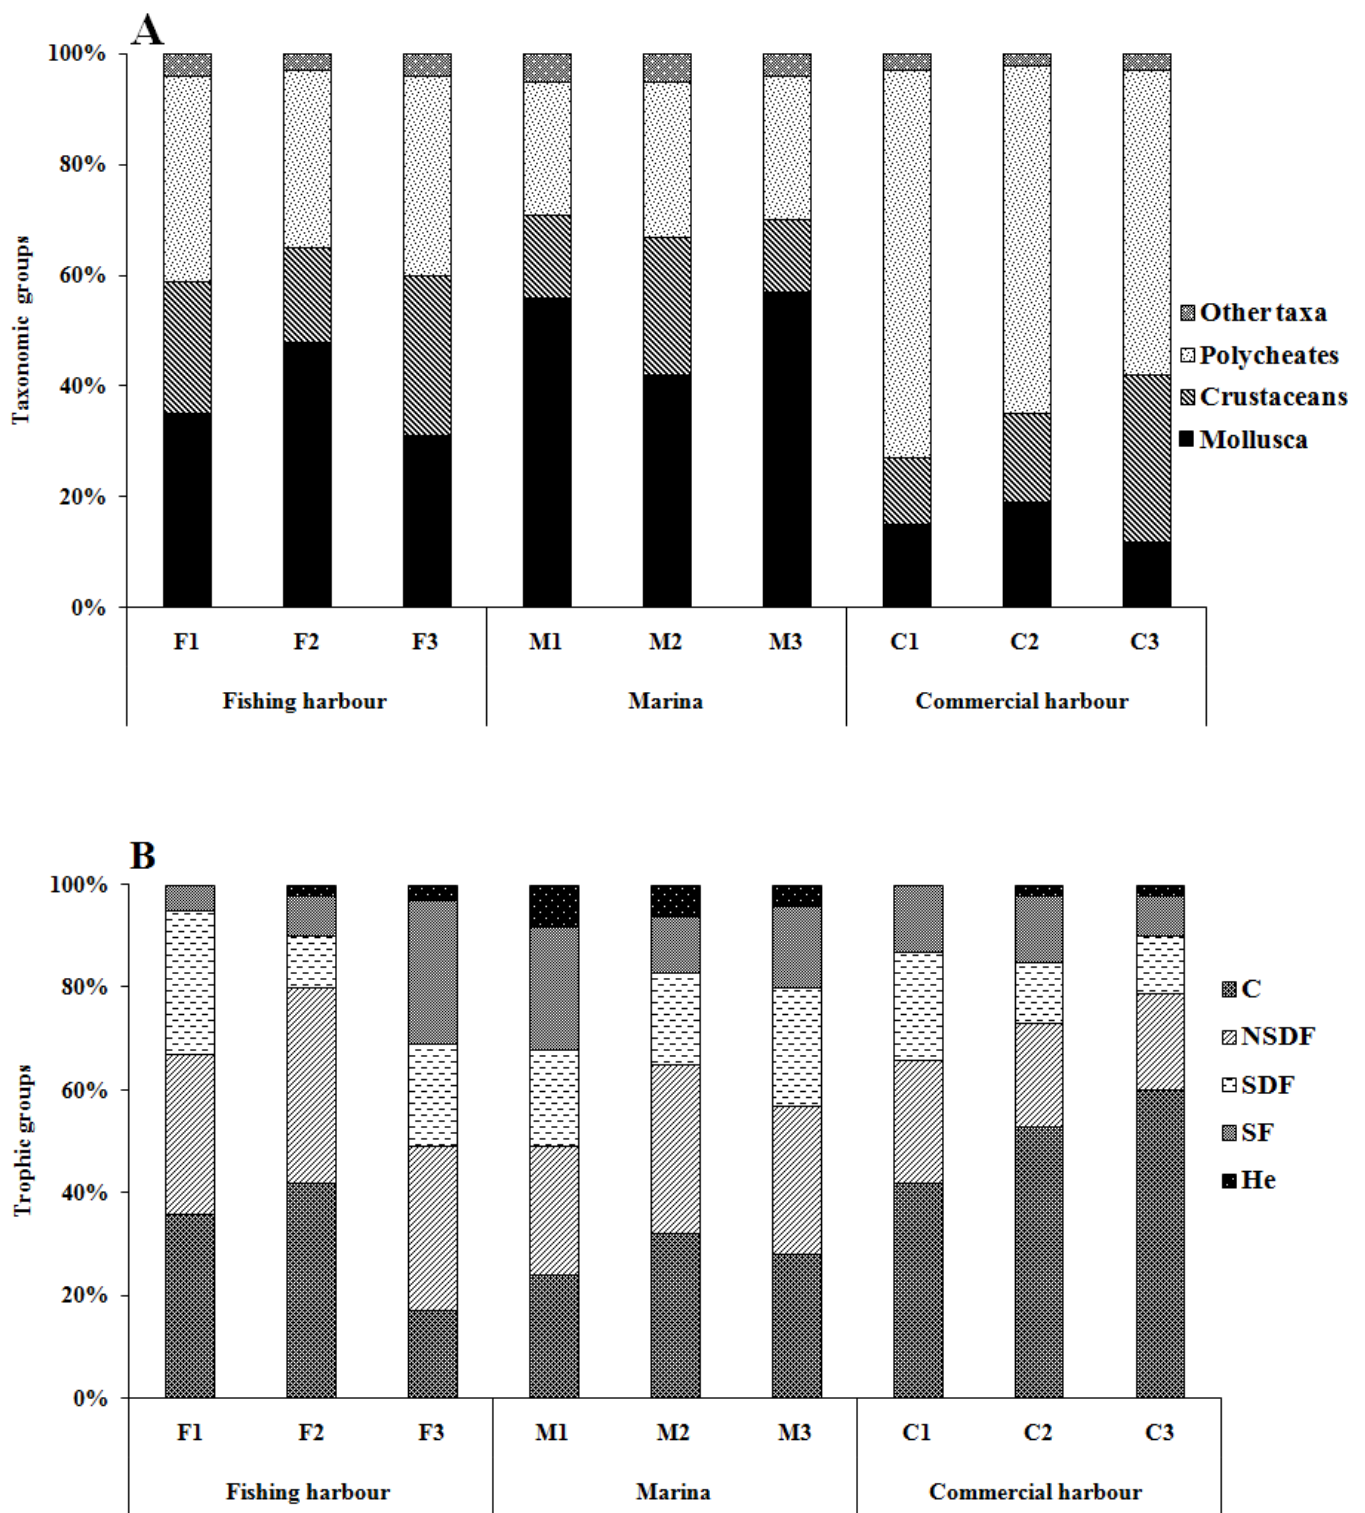 A
100%
80%
60%
40%
20%
0%
Taxonomic groups
Other taxa
Polycheates
Crustaceans
Mollusca
F1 F2 F3 M1 M2 M3 C1 C2 C3
Fishing harbour Marina Commercial harbour
B
100%
80%
60%
40%
20%
0%
Trophic groups
C
NSDF
SDF
SF
He
F1 F2 F3 M1 M2 M3 C1 C2 C3
Fishing harbour Marina Commercial harbour